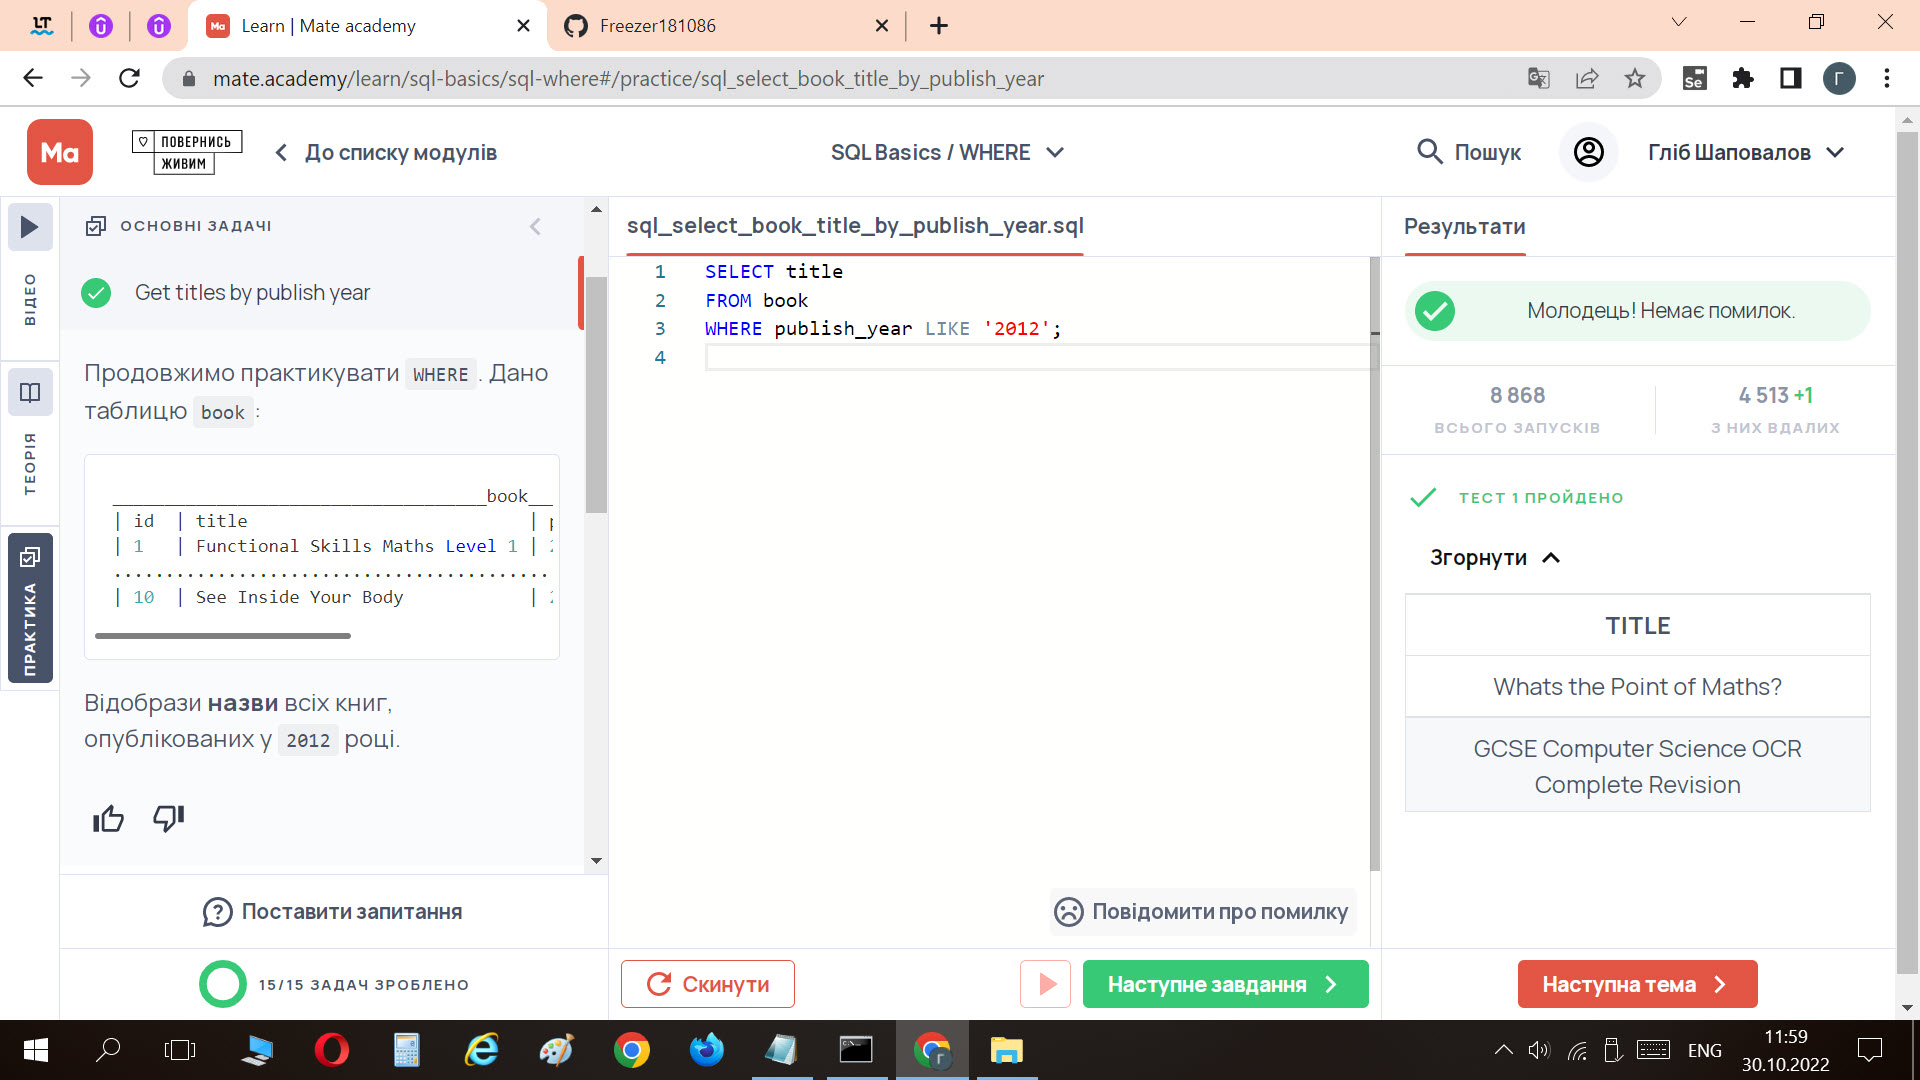 LT
Learn | Mate academy
Freezer181086
mate.academy/learn/sql-basics/sql-where#/practice/sql_select_book_title_by_publish_year
Se
Г
Ma
ПОВЕРНИСЬ
ЖИВИМ
До списку модулів
SQL Basics / WHERE
Пошук
Гліб Шаповалов
ВІДЕО
ТЕОРІЯ
ПРАКТИКА
ОСНОВНІ ЗАДАЧІ
Get titles by publish year
Продовжимо практикувати WHERE. Дано
таблицю book:
book
| id | title | p
| 1 | Functional Skills Maths Level 1 | 2
..........................................
| 10 | See Inside Your Body | 2
Відобрази назви всіх книг,
опублікованих у 2012 році.
Поставити запитання
15/15 ЗАДАЧ ЗРОБЛЕНО
sql_select_book_title_by_publish_year.sql
1 SELECT title
2 FROM book
3 WHERE publish_year LIKE '2012';
4
Повідомити про помилку
Скинути
Наступне завдання
Результати
Молодець! Немає помилок.
8 868
ВСЬОГО ЗАПУСКІВ
4 513 +1
З НИХ ВДАЛИХ
ТЕСТ 1 ПРОЙДЕНО
Згорнути
TITLE
Whats the Point of Maths?
GCSE Computer Science OCR
Complete Revision
Наступна тема
ENG
11:59
30.10.2022